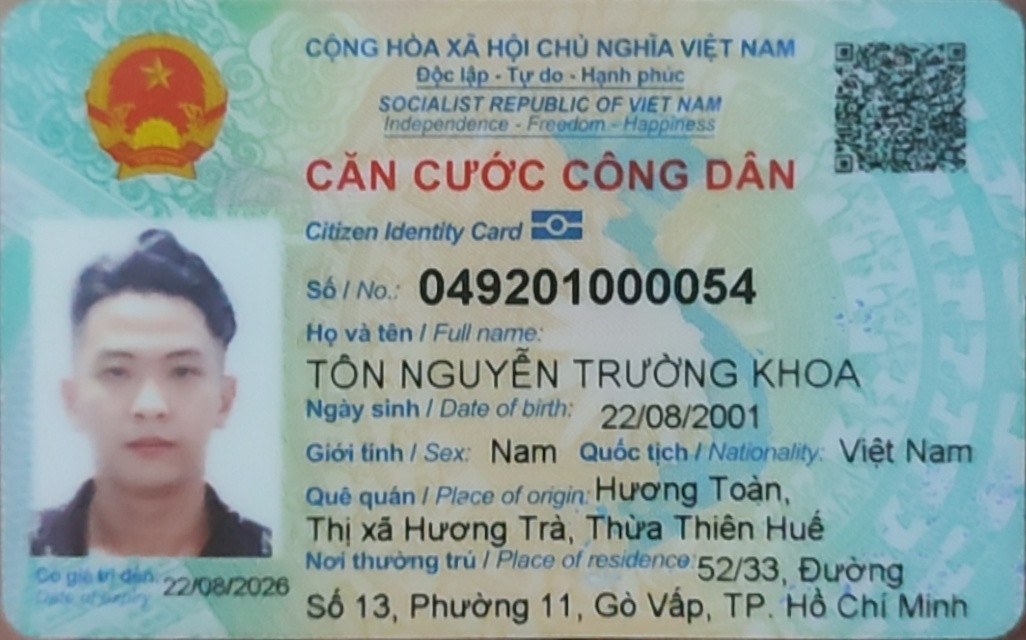 CỘNG HÒA XÃ HỘI CHỦ NGHĨA VIỆT NAM
Độc lập - Tự do - Hạnh phúc
SOCIALIST REPUBLIC OF VIET NAM
Independence - Freedom - Happiness
CĂN CƯỚC CÔNG DÂN
Citizen Identity Card
Số / No.: 049201000054
Họ và tên / Full name:
TÔN NGUYỄN TRƯỜNG KHOA
Ngày sinh / Date of birth: 22/08/2001
Giới tính / Sex: Nam Quốc tịch / Nationality: Việt Nam
Quê quán / Place of origin: Hương Toàn,
Thị xã Hương Trà, Thừa Thiên Huế
Nơi thường trú / Place of residence: 52/33, Đường
Số 13, Phường 11, Gò Vấp, TP. Hồ Chí Minh
Có giá trị đến: 22/08/2026
Date of expiry